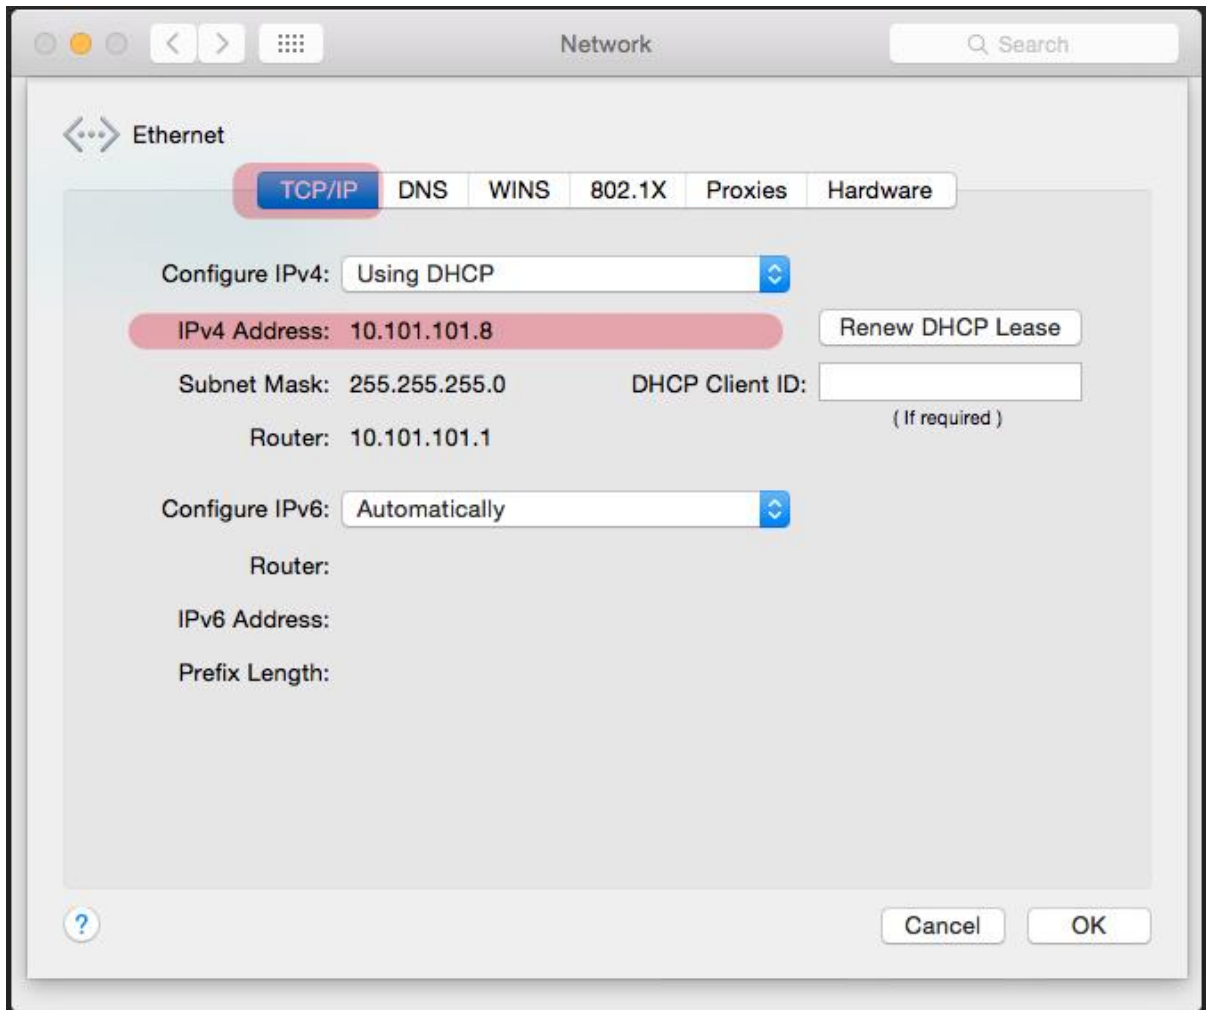 Network
Search
Ethernet
TCP/IP DNS WINS 802.1X Proxies Hardware
Configure IPv4: Using DHCP
IPv4 Address: 10.101.101.8 Renew DHCP Lease
Subnet Mask: 255.255.255.0 DHCP Client ID:
( If required )
Router: 10.101.101.1
Configure IPv6: Automatically
Router:
IPv6 Address:
Prefix Length:
? Cancel OK